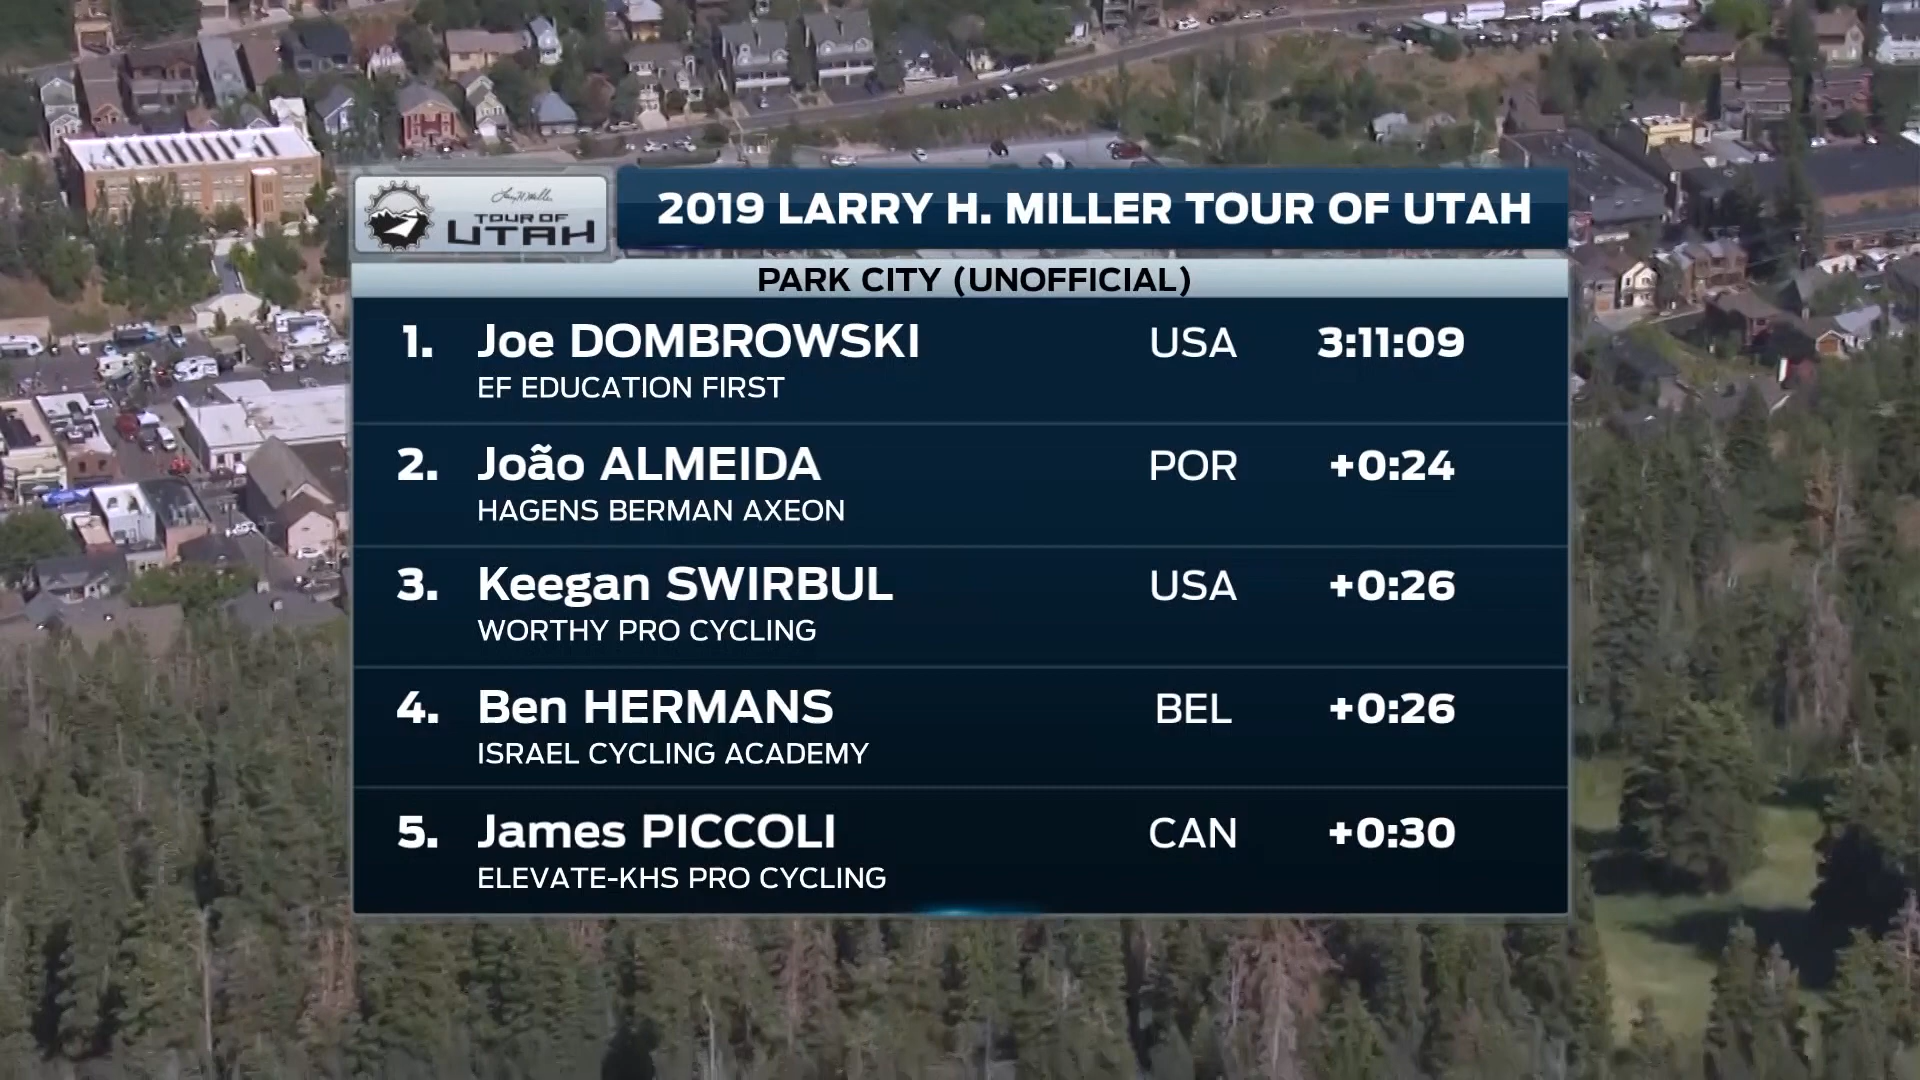 Larry H Miller
TOUR OF
UTAH
2019 LARRY H. MILLER TOUR OF UTAH
PARK CITY (UNOFFICIAL)
1. Joe DOMBROWSKI USA 3:11:09
EF EDUCATION FIRST
2. João ALMEIDA POR +0:24
HAGENS BERMAN AXEON
3. Keegan SWIRBUL USA +0:26
WORTHY PRO CYCLING
4. Ben HERMANS BEL +0:26
ISRAEL CYCLING ACADEMY
5. James PICCOLI CAN +0:30
ELEVATE-KHS PRO CYCLING